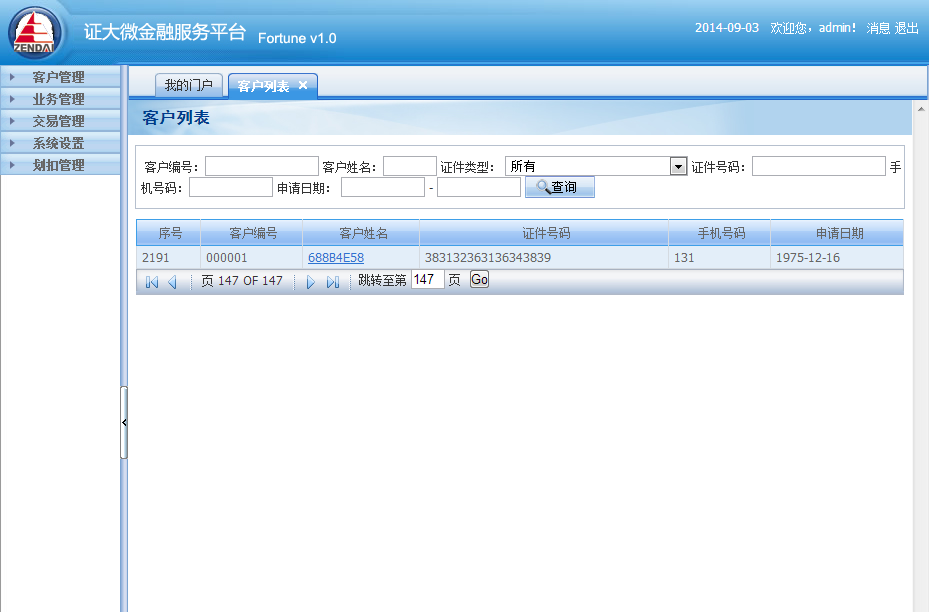 ZENDAI
证大微金融服务平台 Fortune v1.0
2014-09-03 欢迎您，admin! 消息 退出
客户管理
业务管理
交易管理
系统设置
划扣管理
我的门户 客户列表
客户列表
客户编号： 客户姓名： 证件类型： 所有 证件号码： 手
机号码： 申请日期： - 查询
序号 客户编号 客户姓名 证件号码 手机号码 申请日期
2191 000001 688B4E58 383132363136343839 131 1975-12-16
页 147 OF 147 跳转至第 147 页 Go